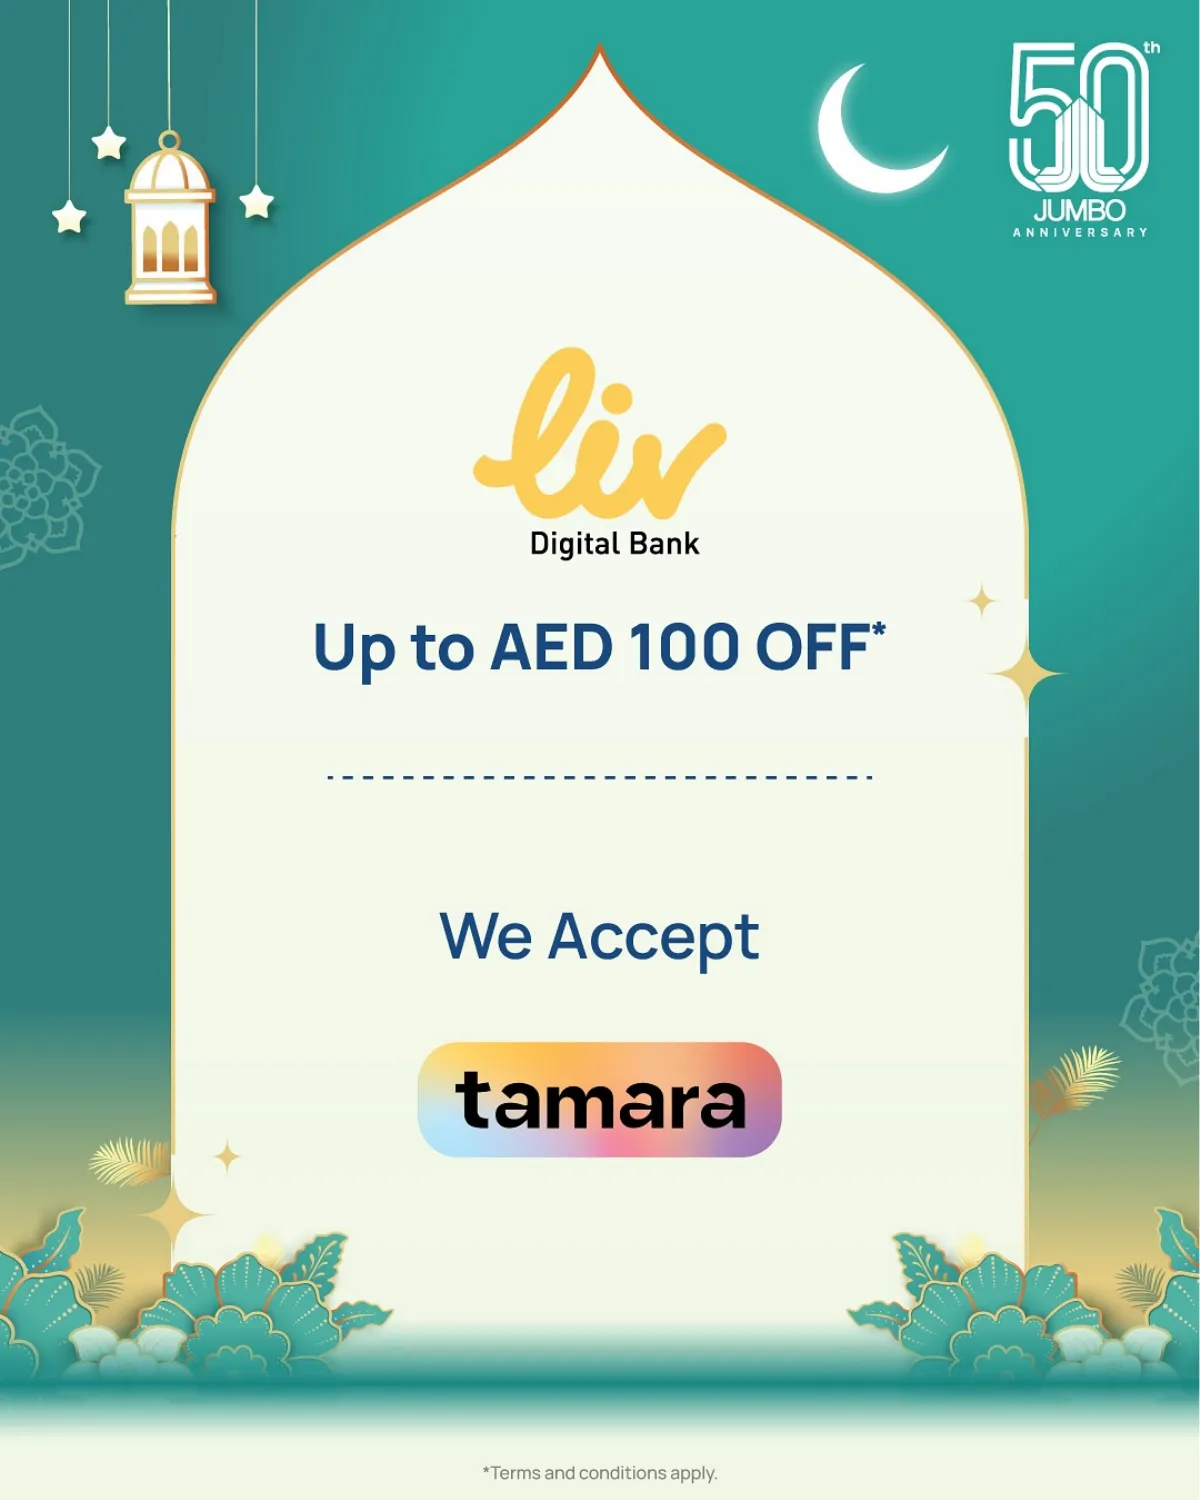 50th
JUMBO
ANNIVERSARY
liv
Digital Bank
Up to AED 100 OFF*
We Accept
tamara
*Terms and conditions apply.